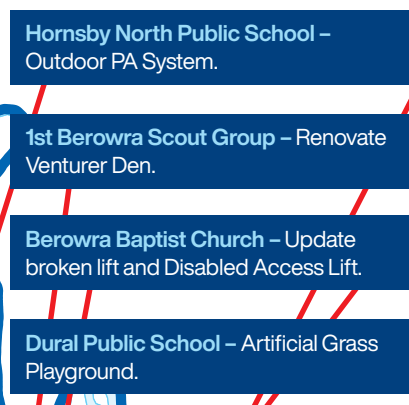 Hornsby North Public School –
Outdoor PA System.
1st Berowra Scout Group – Renovate
Venturer Den.
Berowra Baptist Church – Update
broken lift and Disabled Access Lift.
Dural Public School – Artificial Grass
Playground.